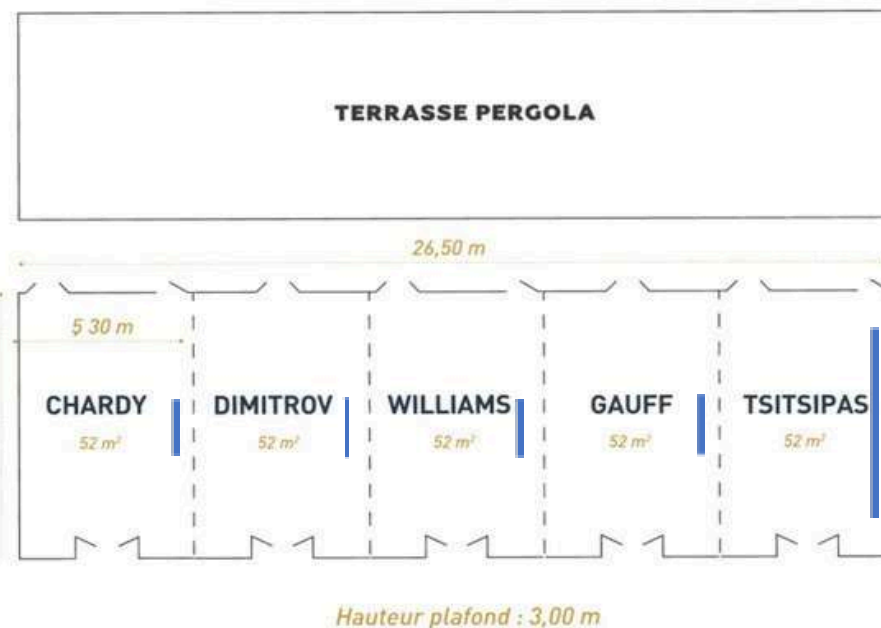 TERRASSE PERGOLA
26,50 m
5 30 m
CHARDY DIMITROV WILLIAMS GAUFF TSITSIPAS
52 m² 52 m² 52 m² 52 m² 52 m²
Hauteur plafond : 3,00 m